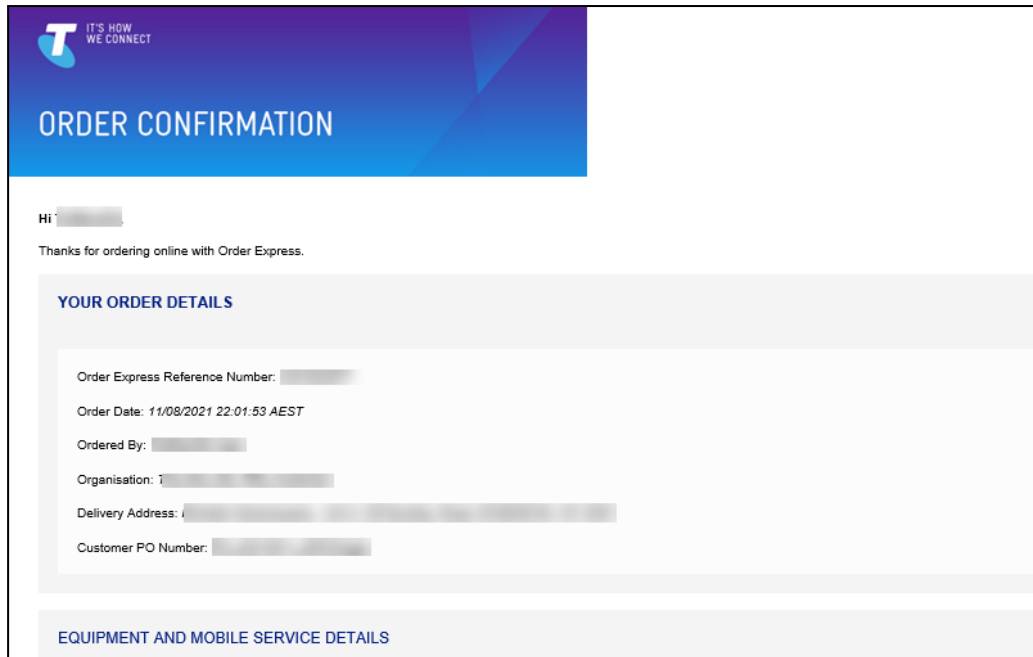 IT'S HOW
WE CONNECT
ORDER CONFIRMATION
Hi
Thanks for ordering online with Order Express.
YOUR ORDER DETAILS
Order Express Reference Number:
Order Date: 11/08/2021 22:01:53 AEST
Ordered By:
Organisation:
Delivery Address:
Customer PO Number:
EQUIPMENT AND MOBILE SERVICE DETAILS